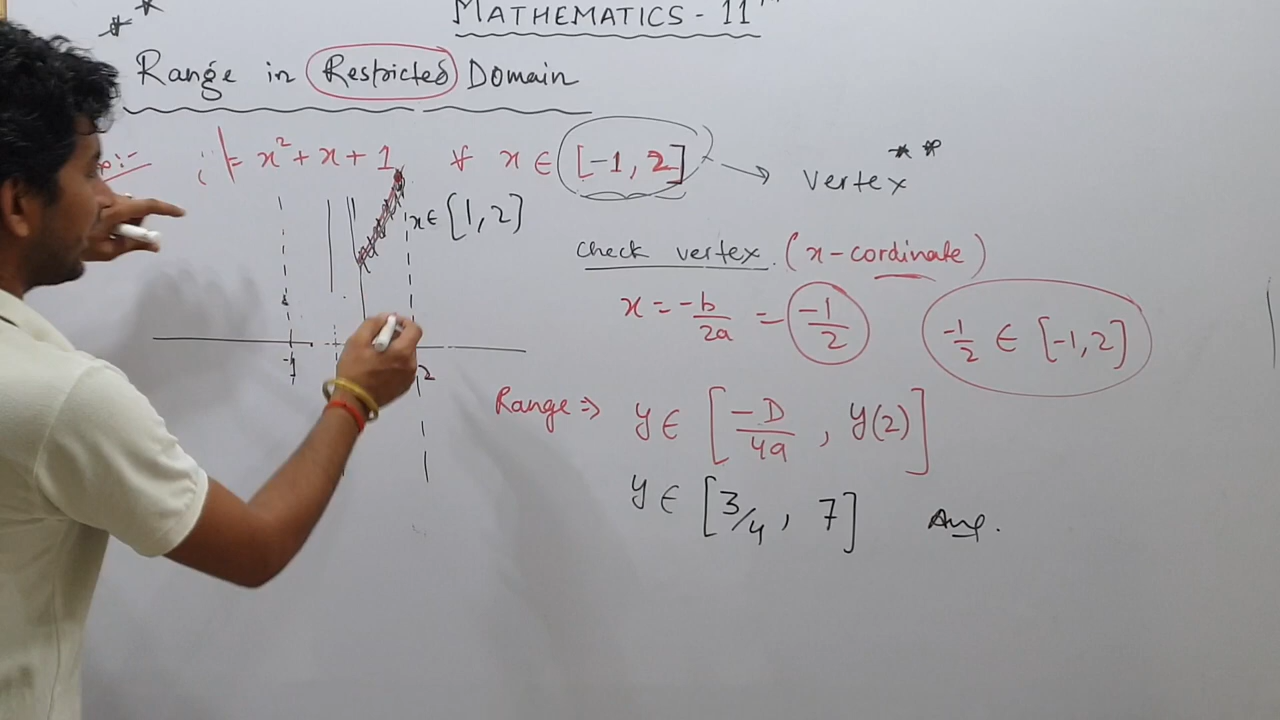 MATHEMATICS - 11th
Range in Restricted Domain
= x² + x + 1 ∀ x ∈ [-1, 2] → vertex
x ∈ [1, 2]
check vertex. (x-cordinate)
x = -b/2a = -1/2
-1/2 ∈ [-1, 2]
-1 2
Range ⇒ y ∈ [-D/4a , y(2)]
y ∈ [3/4 , 7] Ans.